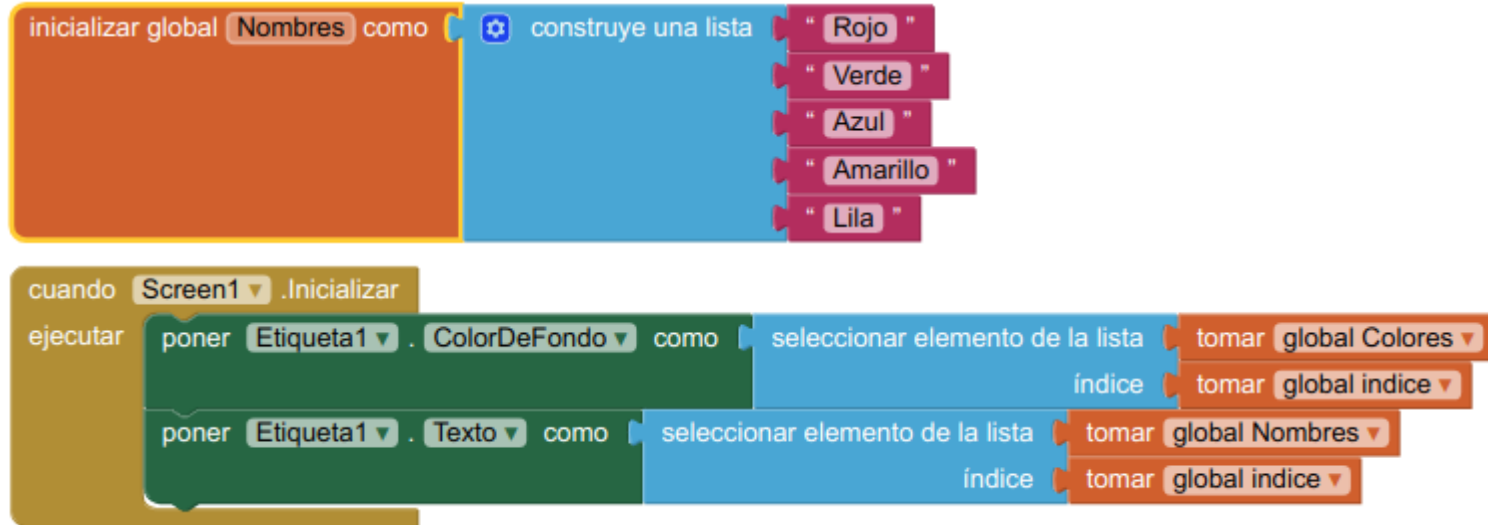 inicializar global Nombres como construye una lista " Rojo "
" Verde "
" Azul "
" Amarillo "
" Lila "
cuando Screen1 .Inicializar
ejecutar poner Etiqueta1 . ColorDeFondo como seleccionar elemento de la lista tomar global Colores
índice tomar global indice
poner Etiqueta1 . Texto como seleccionar elemento de la lista tomar global Nombres
índice tomar global indice